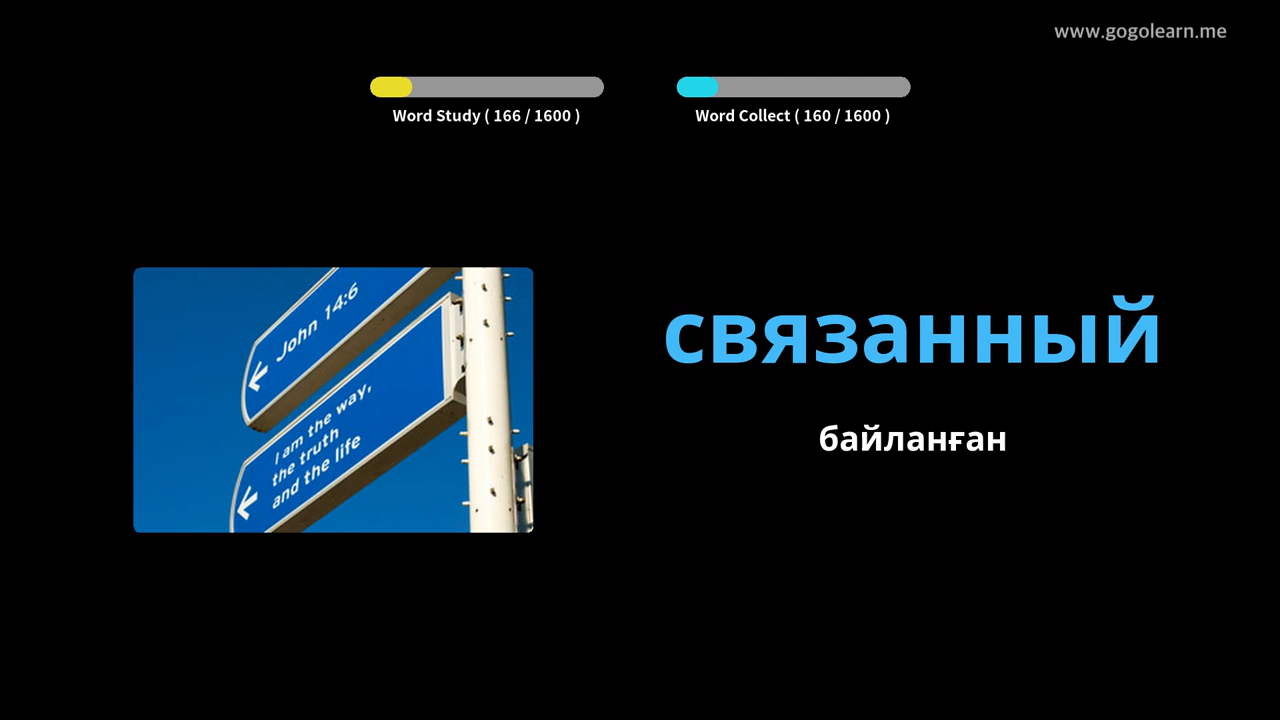 www.gogolearn.me
Word Study ( 166 / 1600 )
Word Collect ( 160 / 1600 )
John 14:6
I am the way,
the truth
and the life
связанный
байланған